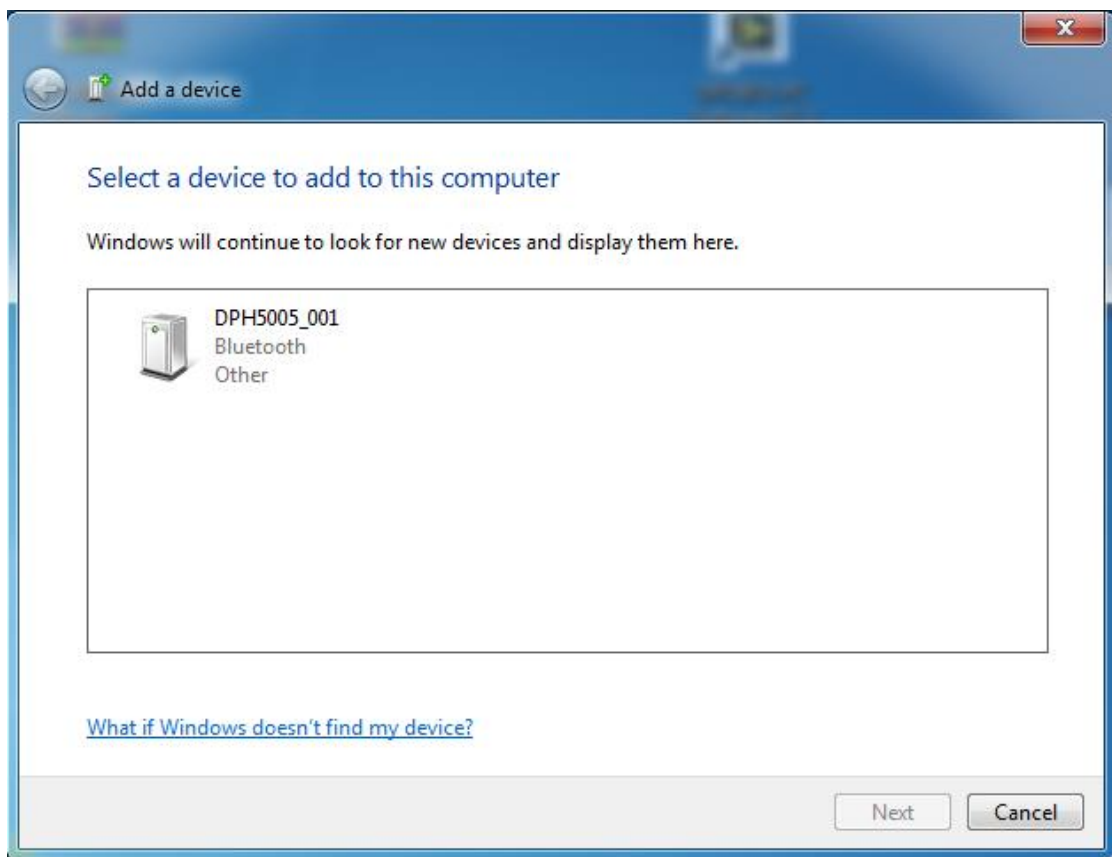 Add a device
Select a device to add to this computer
Windows will continue to look for new devices and display them here.
DPH5005_001
Bluetooth
Other
What if Windows doesn't find my device?
Next
Cancel